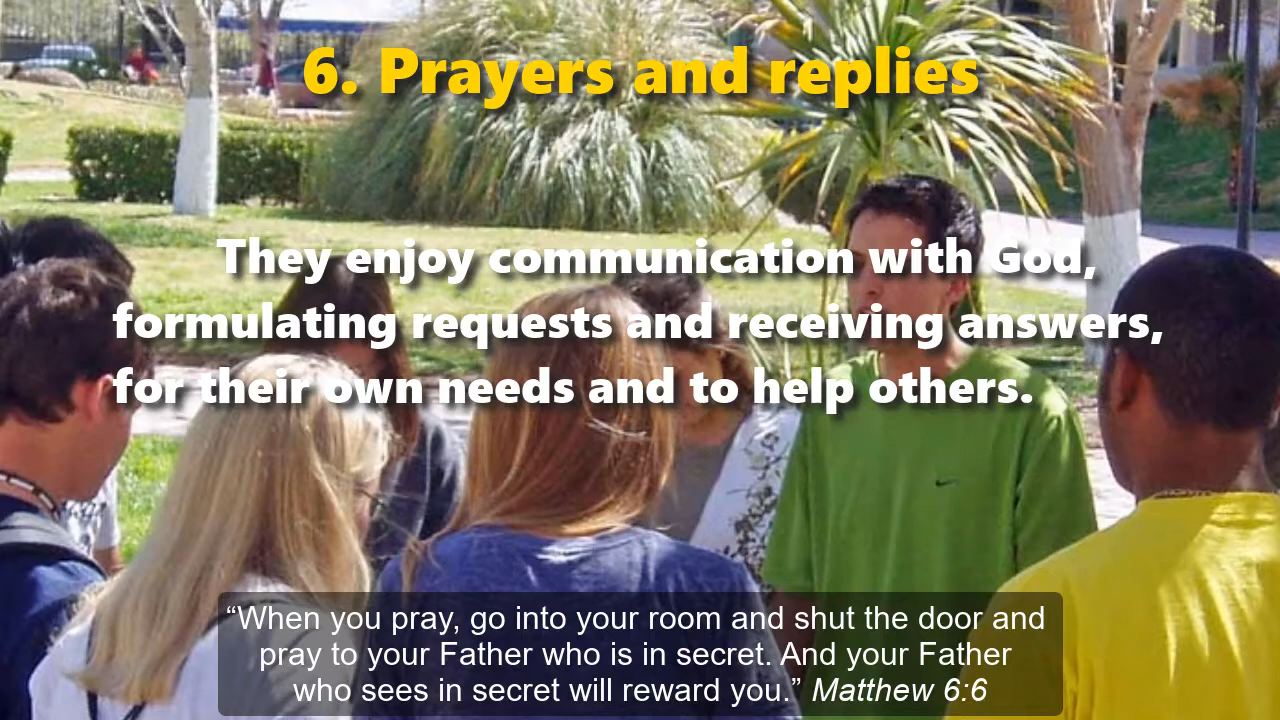 6. Prayers and replies
They enjoy communication with God,
formulating requests and receiving answers,
for their own needs and to help others.
“When you pray, go into your room and shut the door and
pray to your Father who is in secret. And your Father
who sees in secret will reward you.” Matthew 6:6